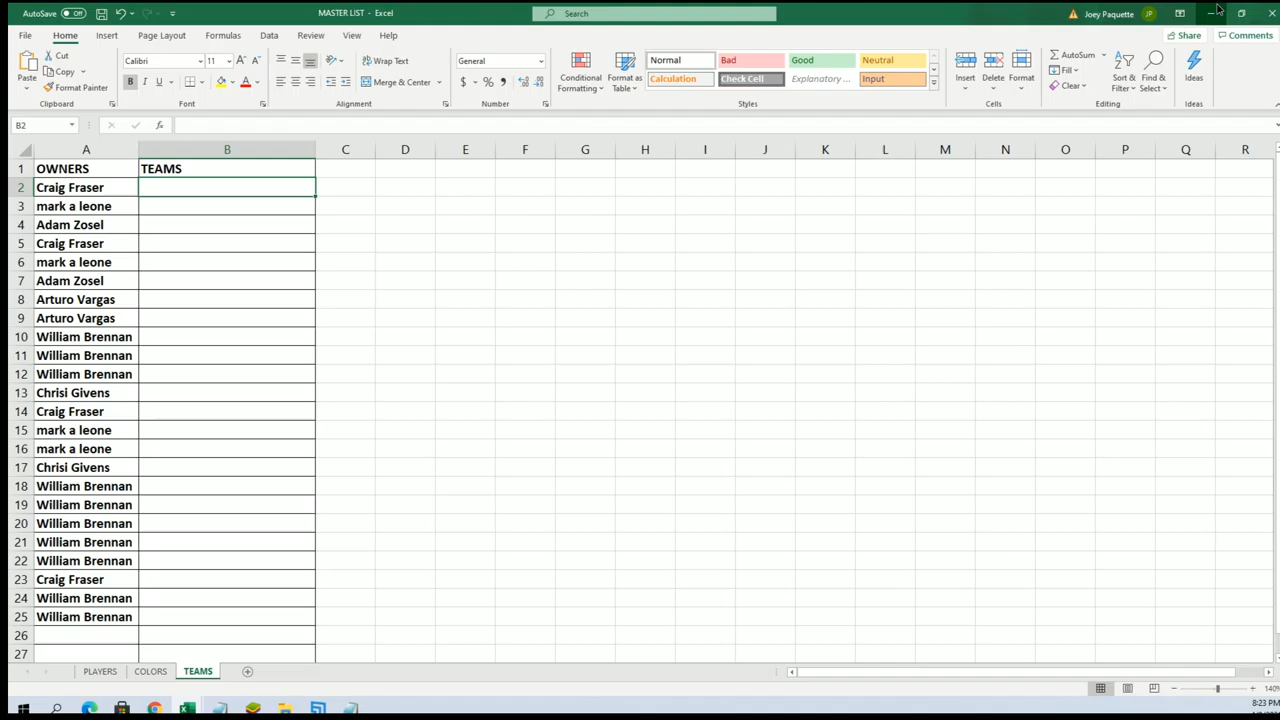 AutoSave Off MASTER LIST - Excel Search Joey Paquette JP
File Home Insert Page Layout Formulas Data Review View Help Share Comments
Paste Cut Copy Format Painter Clipboard
Calibri 11 B I U A Font
Wrap Text Merge & Center Alignment
General $ % Number
Conditional Formatting Format as Table
Normal Bad Good Neutral
Calculation Check Cell Explanatory ... Input
Styles
Insert Delete Format Cells
AutoSum Fill Clear Sort & Filter Find & Select Editing
Ideas Ideas
B2 fx
A B C D E F G H I J K L M N O P Q R
1 OWNERS TEAMS
2 Craig Fraser
3 mark a leone
4 Adam Zosel
5 Craig Fraser
6 mark a leone
7 Adam Zosel
8 Arturo Vargas
9 Arturo Vargas
10 William Brennan
11 William Brennan
12 William Brennan
13 Chrisi Givens
14 Craig Fraser
15 mark a leone
16 mark a leone
17 Chrisi Givens
18 William Brennan
19 William Brennan
20 William Brennan
21 William Brennan
22 William Brennan
23 Craig Fraser
24 William Brennan
25 William Brennan
26
27
PLAYERS COLORS TEAMS
140%
8:23 PM